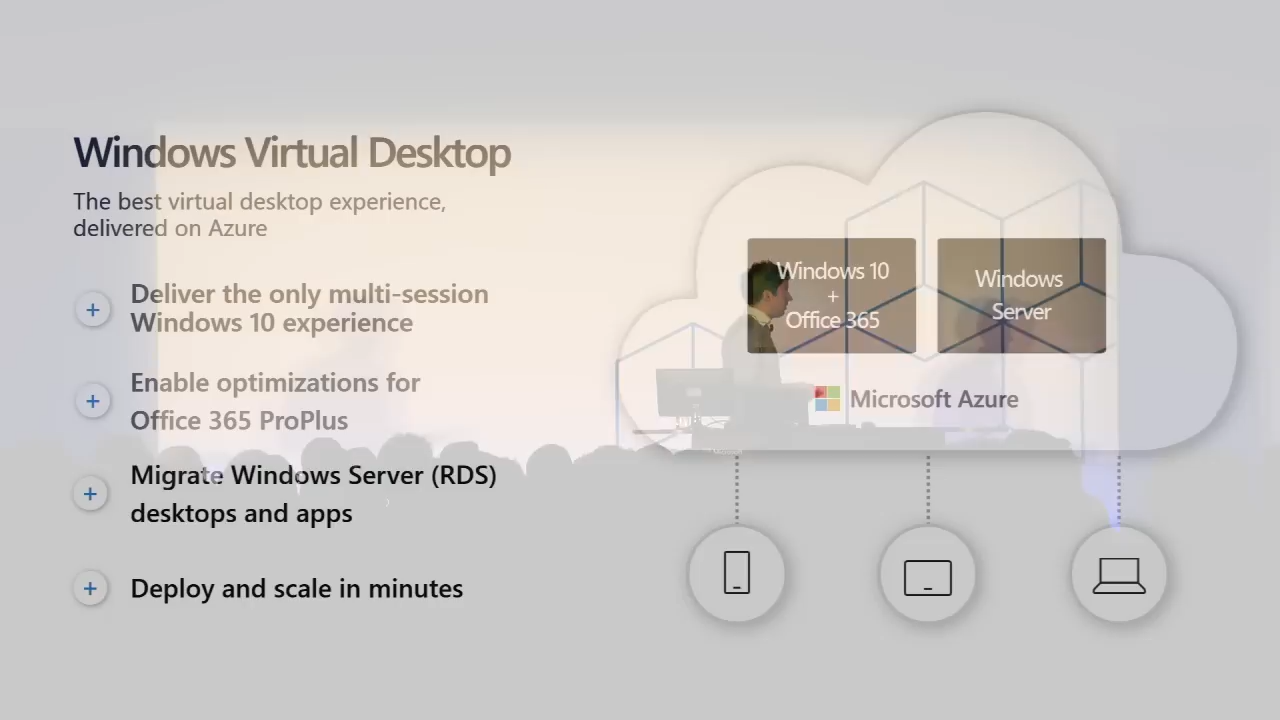 Windows Virtual Desktop
The best virtual desktop experience,
delivered on Azure
Deliver the only multi-session
Windows 10 experience
Enable optimizations for
Office 365 ProPlus
Migrate Windows Server (RDS)
desktops and apps
Deploy and scale in minutes
Windows 10
+
Office 365
Windows
Server
Microsoft Azure